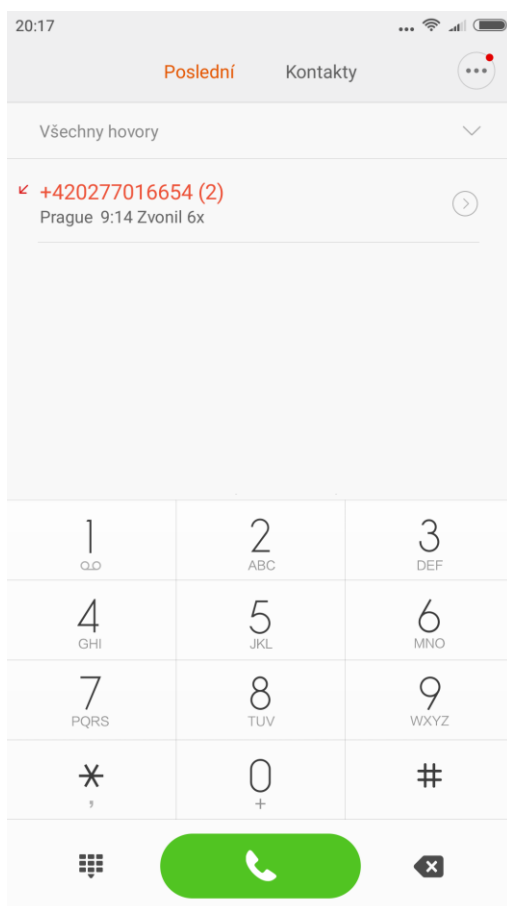 20:17
Poslední Kontakty
Všechny hovory
+420277016654 (2)
Prague 9:14 Zvonil 6x
1 2 3
ABC DEF
4 5 6
GHI JKL MNO
7 8 9
PQRS TUV WXYZ
* 0 #
, +